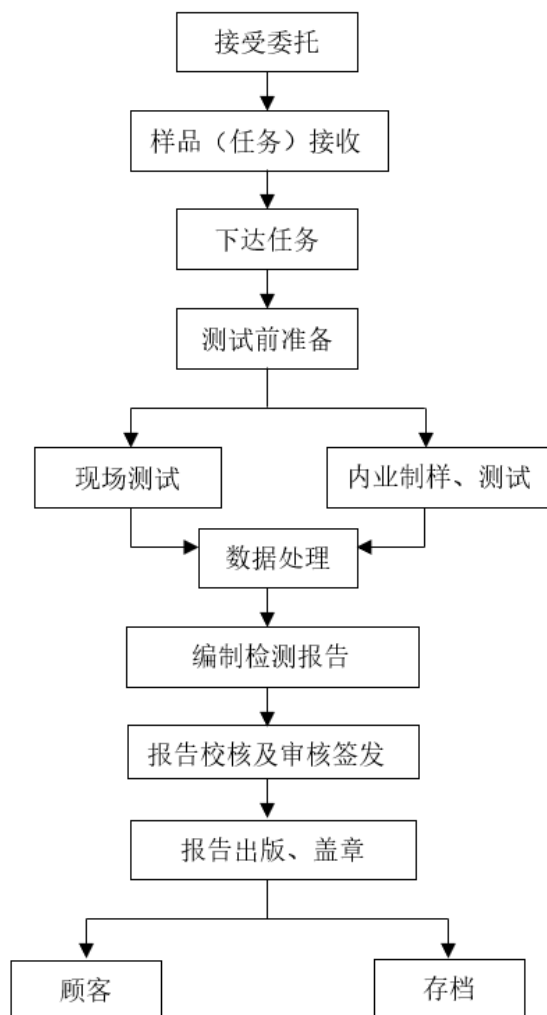 接受委托
样品（任务）接收
下达任务
测试前准备
现场测试
内业制样、测试
数据处理
编制检测报告
报告校核及审核签发
报告出版、盖章
顾客
存档